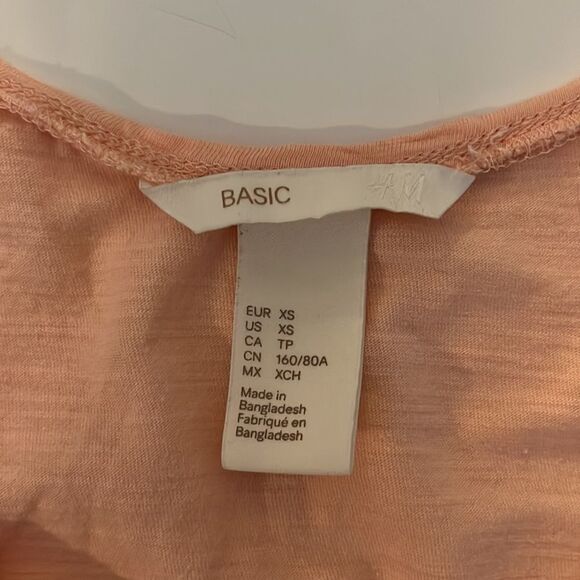 BASIC
EUR XS
US XS
CA TP
CN 160/80A
MX XCH
Made in
Bangladesh
Fabriqué en
Bangladesh